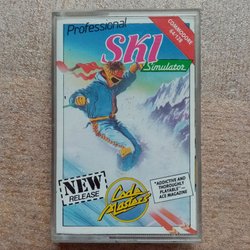 Professional
SKI
Simulator
COMMODORE
64/128
NEW
RELEASE
Code
Masters
"ADDICTIVE AND
THOROUGHLY
PLAYABLE" —
ACE MAGAZINE